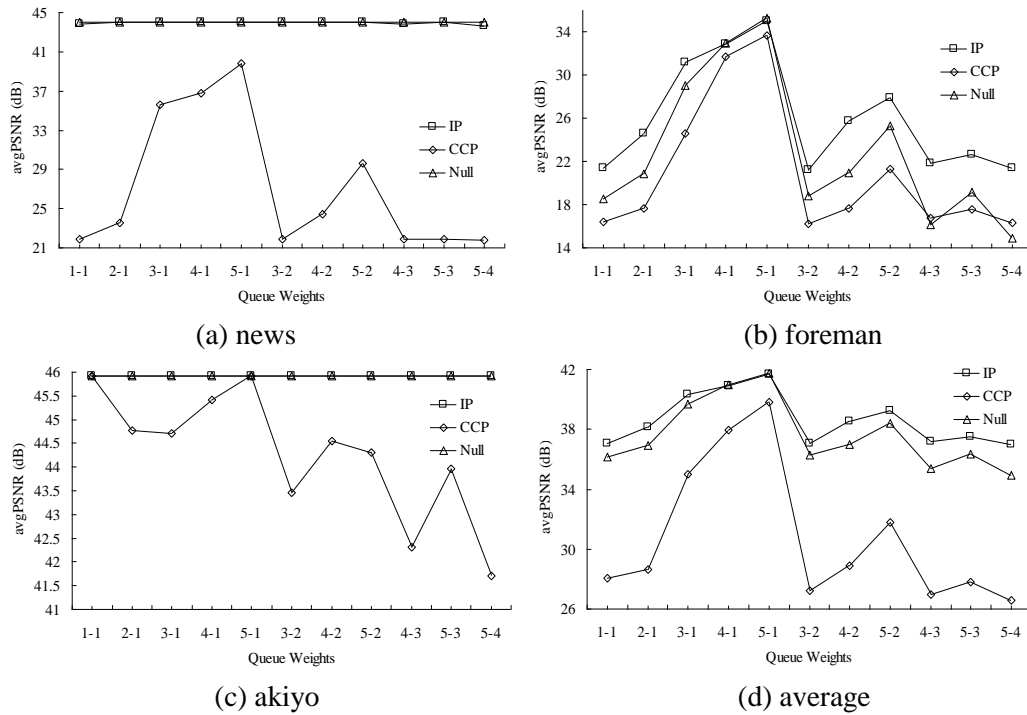 45
41
37
33
29
25
21
avgPSNR (dB)
IP
CCP
Null
1-1 2-1 3-1 4-1 5-1 3-2 4-2 5-2 4-3 5-3 5-4
Queue Weights
(a) news
34
30
26
22
18
14
avgPSNR (dB)
IP
CCP
Null
1-1 2-1 3-1 4-1 5-1 3-2 4-2 5-2 4-3 5-3 5-4
Queue Weights
(b) foreman
46
45.5
45
44.5
44
43.5
43
42.5
42
41.5
41
avgPSNR (dB)
IP
CCP
Null
1-1 2-1 3-1 4-1 5-1 3-2 4-2 5-2 4-3 5-3 5-4
Queue Weights
(c) akiyo
42
38
34
30
26
avgPSNR (dB)
IP
CCP
Null
1-1 2-1 3-1 4-1 5-1 3-2 4-2 5-2 4-3 5-3 5-4
Queue Weights
(d) average